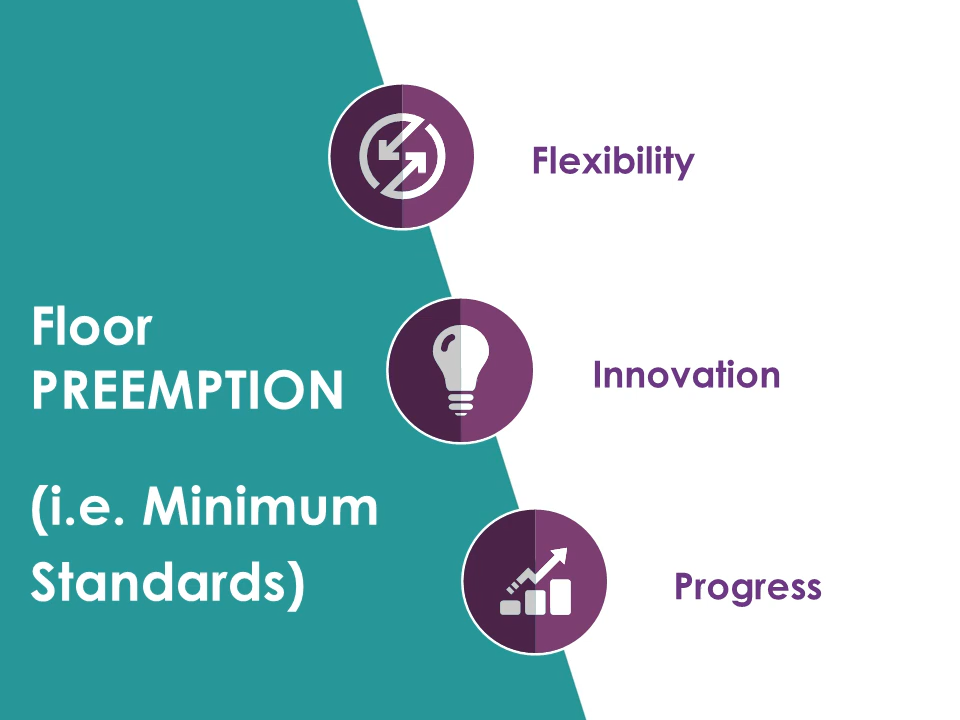 Floor
PREEMPTION
(i.e. Minimum
Standards)
Flexibility
Innovation
Progress